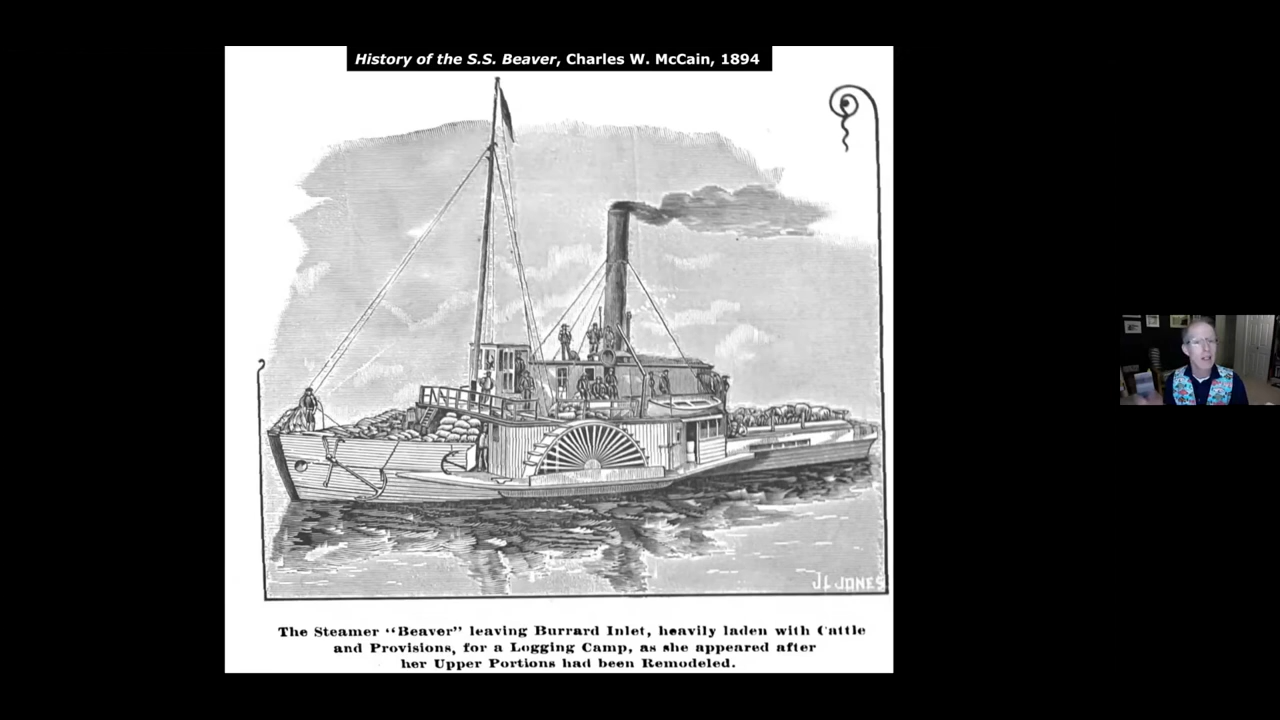 History of the S.S. Beaver, Charles W. McCain, 1894
J.L JONES
The Steamer "Beaver" leaving Burrard Inlet, heavily laden with Cattle
and Provisions, for a Logging Camp, as she appeared after
her Upper Portions had been Remodeled.